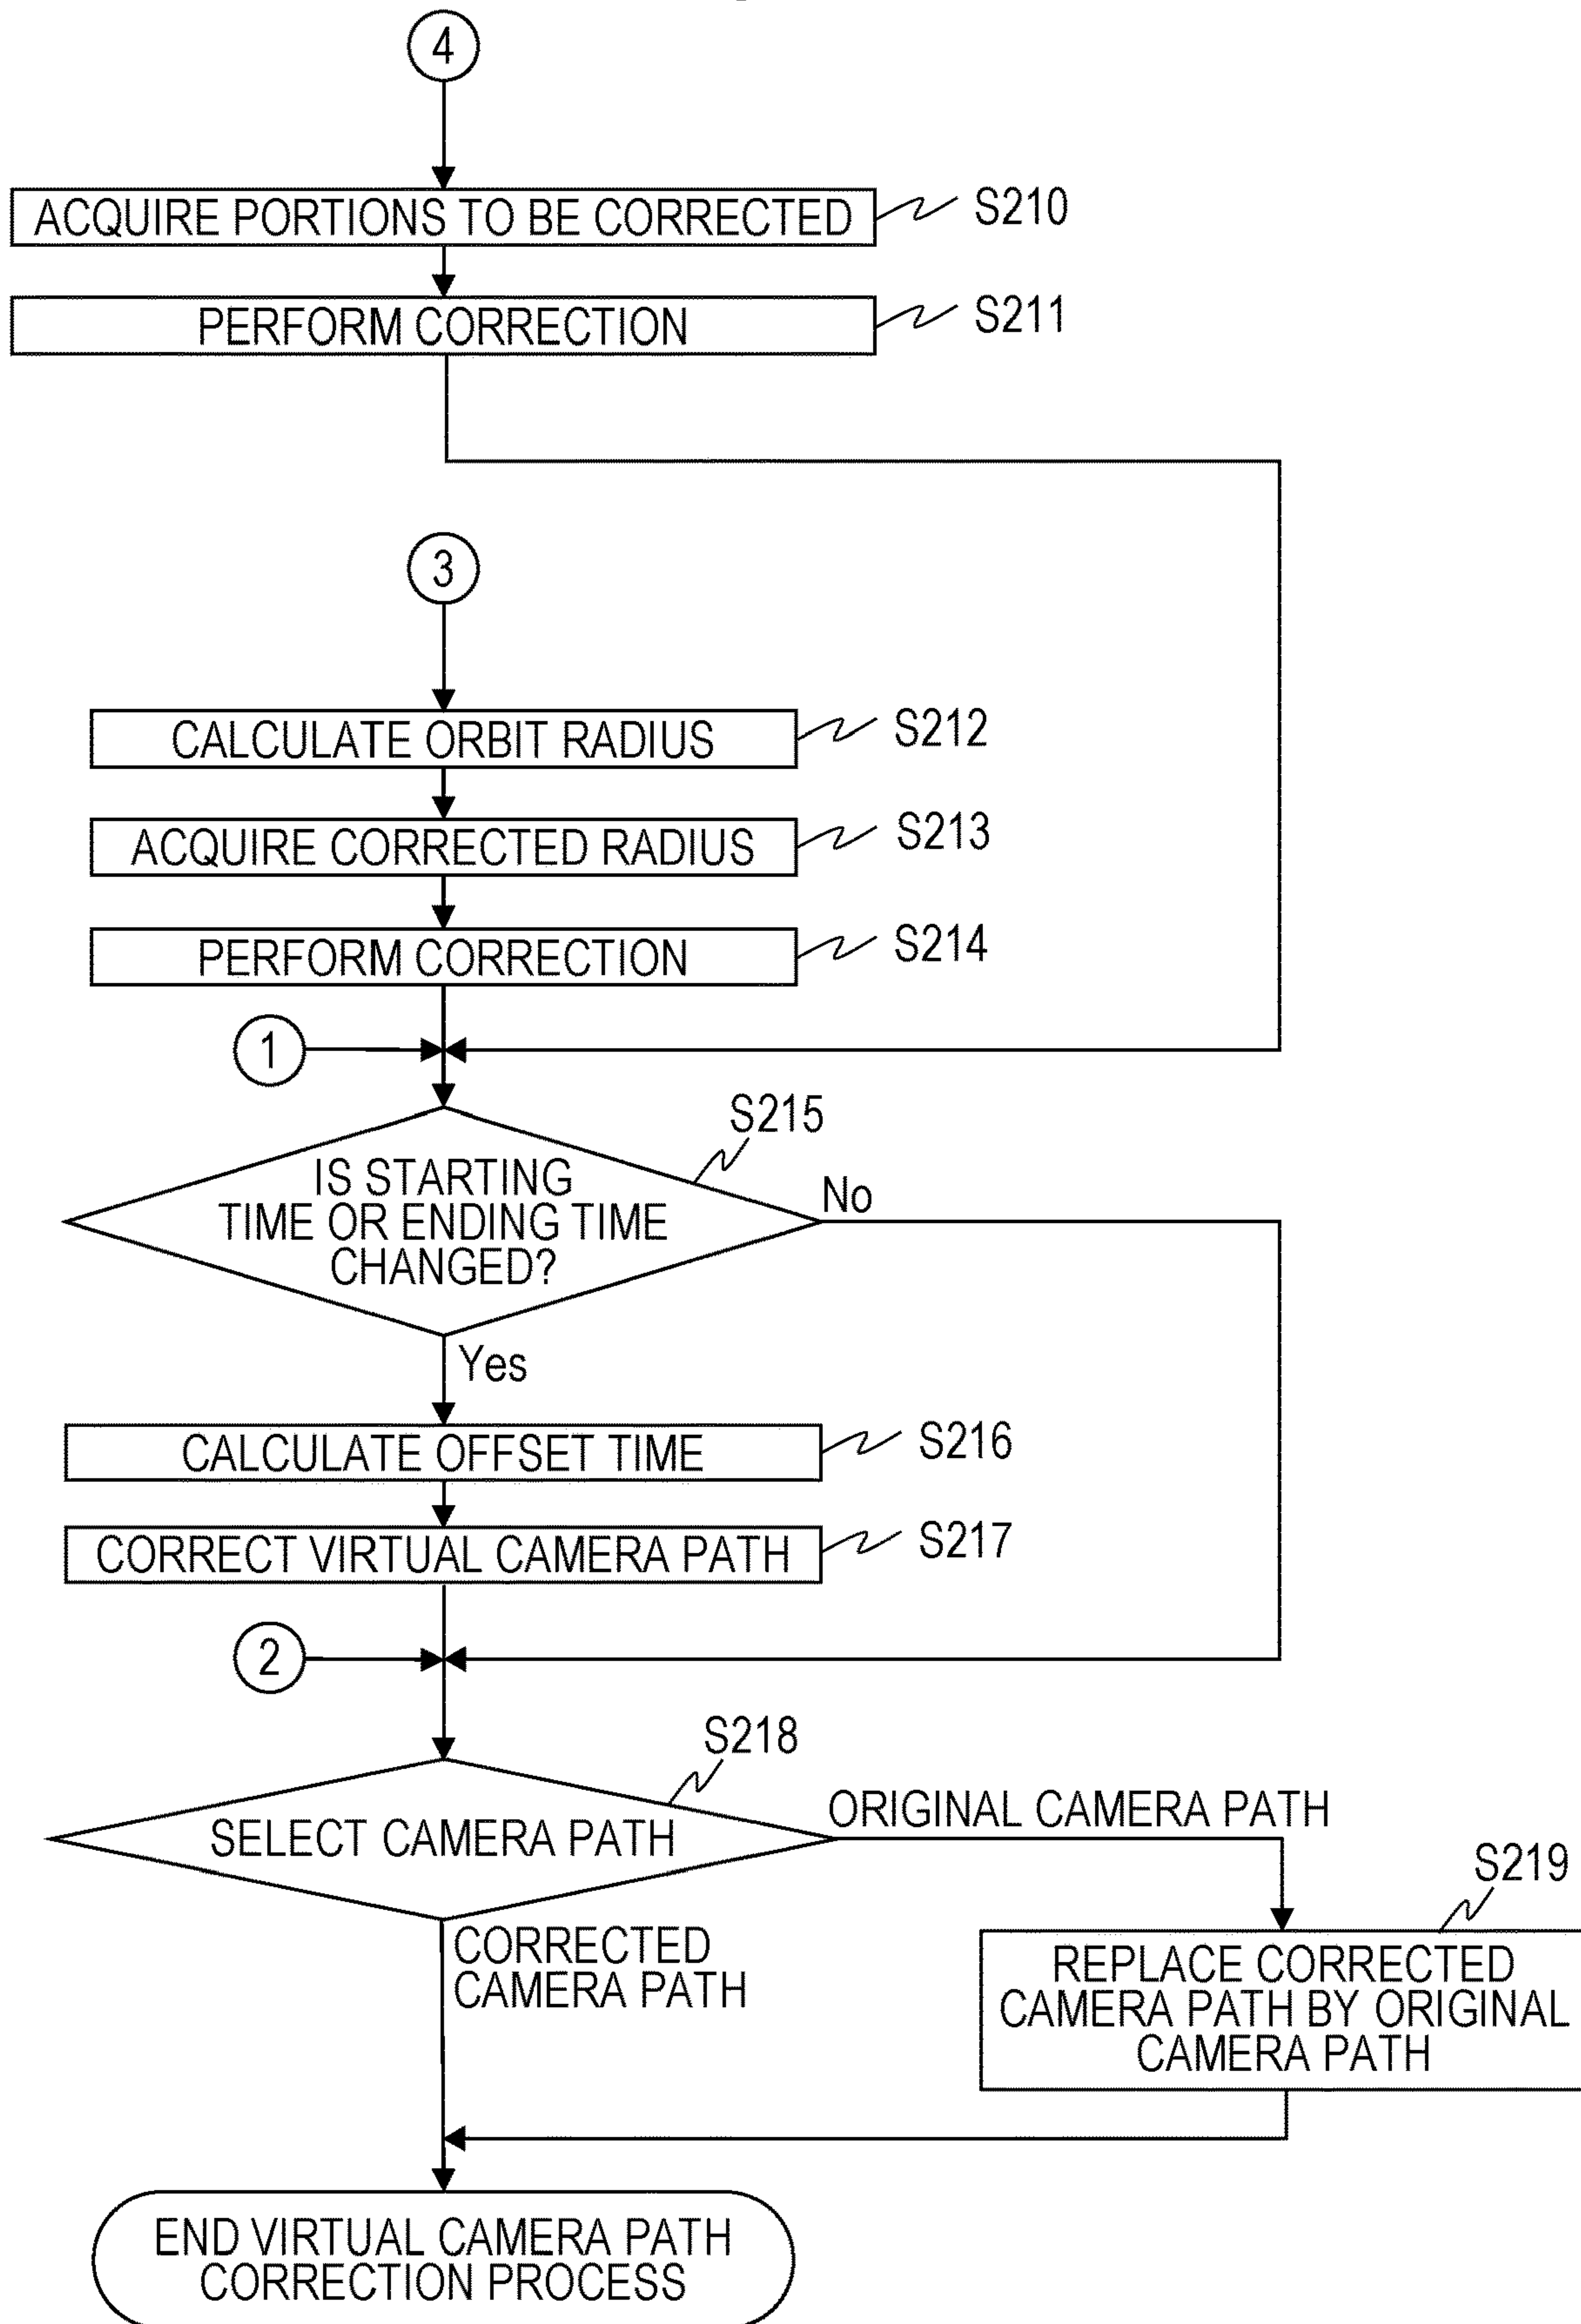 4
ACQUIRE PORTIONS TO BE CORRECTED
S210
PERFORM CORRECTION
S211
3
CALCULATE ORBIT RADIUS
S212
ACQUIRE CORRECTED RADIUS
S213
PERFORM CORRECTION
S214
1
S215
IS STARTING
TIME OR ENDING TIME
CHANGED?
No
Yes
CALCULATE OFFSET TIME
S216
CORRECT VIRTUAL CAMERA PATH
S217
2
S218
SELECT CAMERA PATH
ORIGINAL CAMERA PATH
S219
CORRECTED
CAMERA PATH
REPLACE CORRECTED
CAMERA PATH BY ORIGINAL
CAMERA PATH
END VIRTUAL CAMERA PATH
CORRECTION PROCESS